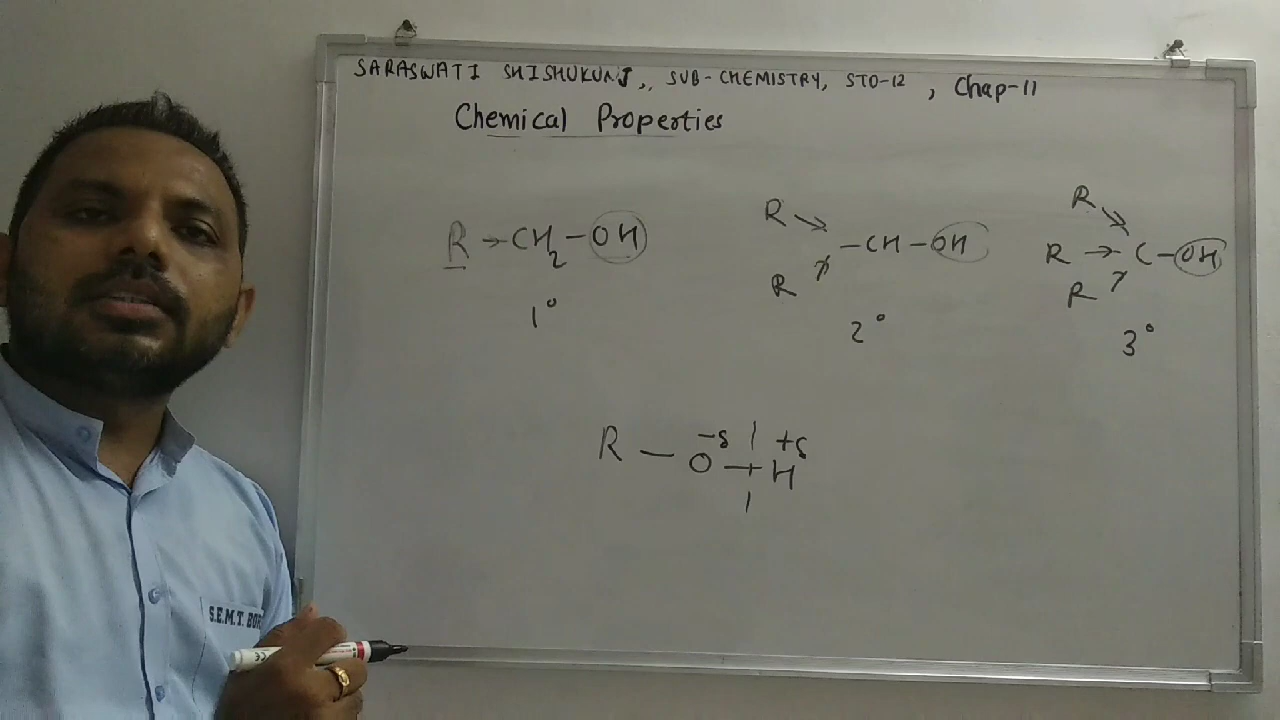 SARASWATI SHISHUKUNJ,, SUB-CHEMISTRY, STD-12, Chap-11
Chemical Properties
R → CH2 - OH
1°
R
- CH - OH
R
2°
R
R → C - OH
R
3°
R — O — H
-δ +δ
S.E.M.T.